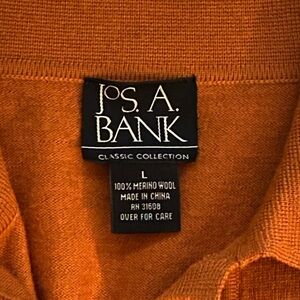 JOS. A.
BANK
CLASSIC COLLECTION
L
100% MERINO WOOL
MADE IN CHINA
RN 31608
OVER FOR CARE